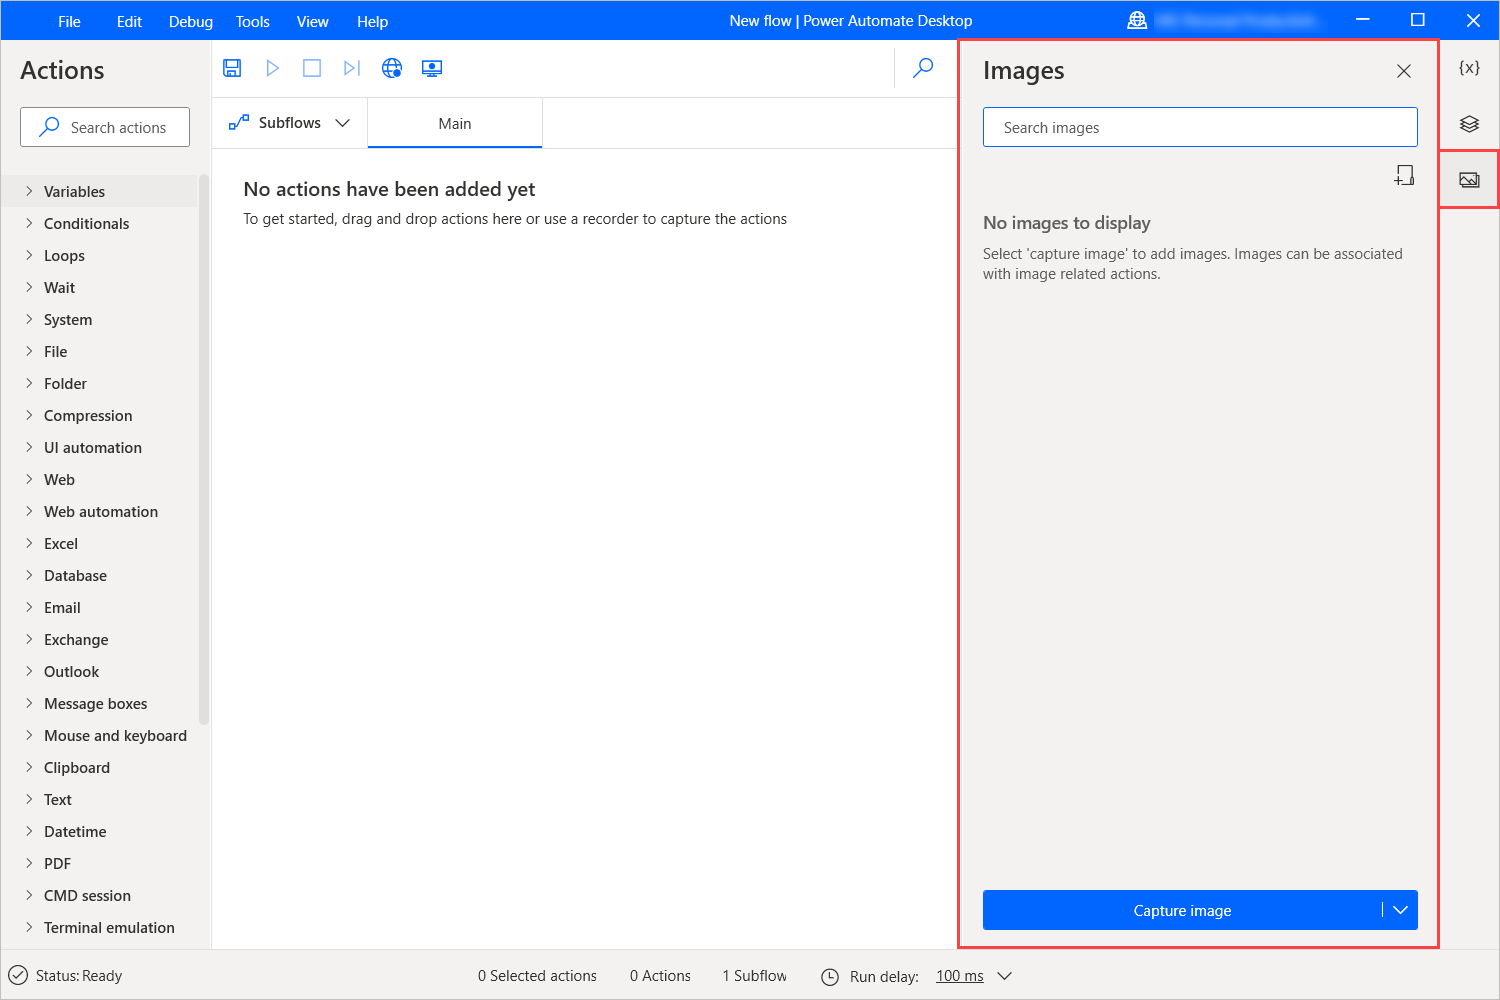 File Edit Debug Tools View Help New flow | Power Automate Desktop
Actions
Search actions
Variables
Conditionals
Loops
Wait
System
File
Folder
Compression
UI automation
Web
Web automation
Excel
Database
Email
Exchange
Outlook
Message boxes
Mouse and keyboard
Clipboard
Text
Datetime
PDF
CMD session
Terminal emulation
Subflows Main
No actions have been added yet
To get started, drag and drop actions here or use a recorder to capture the actions
Images
Search images
No images to display
Select 'capture image' to add images. Images can be associated
with image related actions.
Capture image
{x}
Status: Ready 0 Selected actions 0 Actions 1 Subflow Run delay: 100 ms